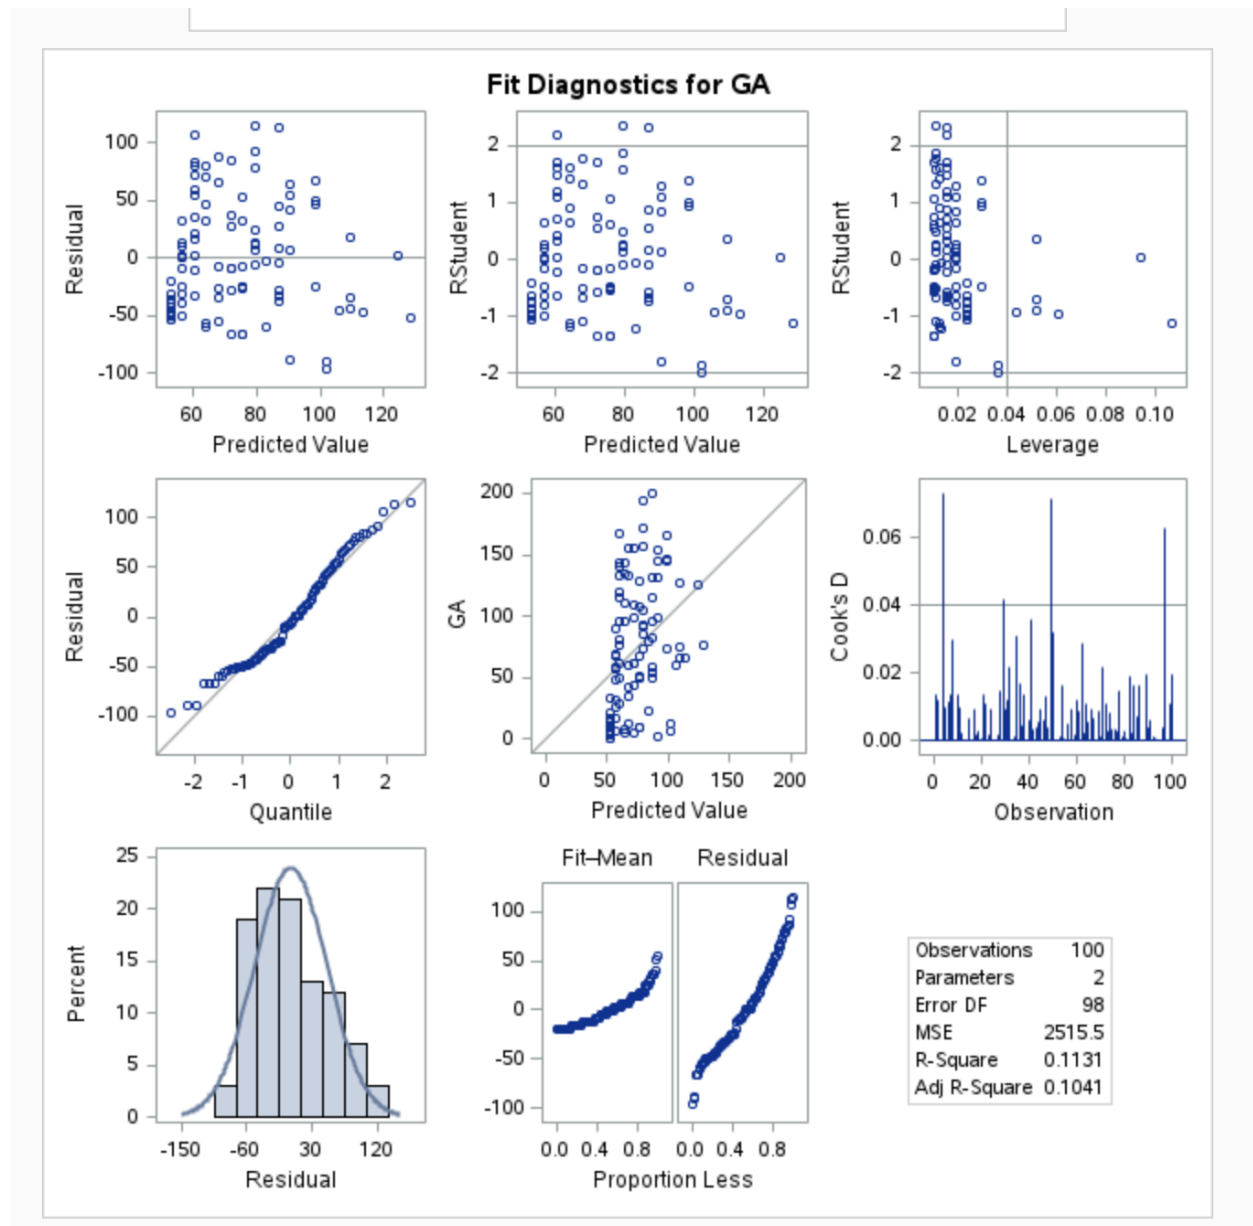 Fit Diagnostics for GA
100
50
0
-50
-100
Residual
60 80 100 120
Predicted Value
2
1
0
-1
-2
RStudent
60 80 100 120
Predicted Value
2
1
0
-1
-2
RStudent
0.02 0.04 0.06 0.08 0.10
Leverage
100
50
0
-50
-100
Residual
-2 -1 0 1 2
Quantile
200
150
100
50
0
GA
0 50 100 150 200
Predicted Value
0.06
0.04
0.02
0.00
Cook's D
0 20 40 60 80 100
Observation
25
20
15
10
5
0
Percent
-150 -60 30 120
Residual
Fit–Mean Residual
100
50
0
-50
-100
0.0 0.4 0.8 0.0 0.4 0.8
Proportion Less
Observations 100
Parameters 2
Error DF 98
MSE 2515.5
R-Square 0.1131
Adj R-Square 0.1041